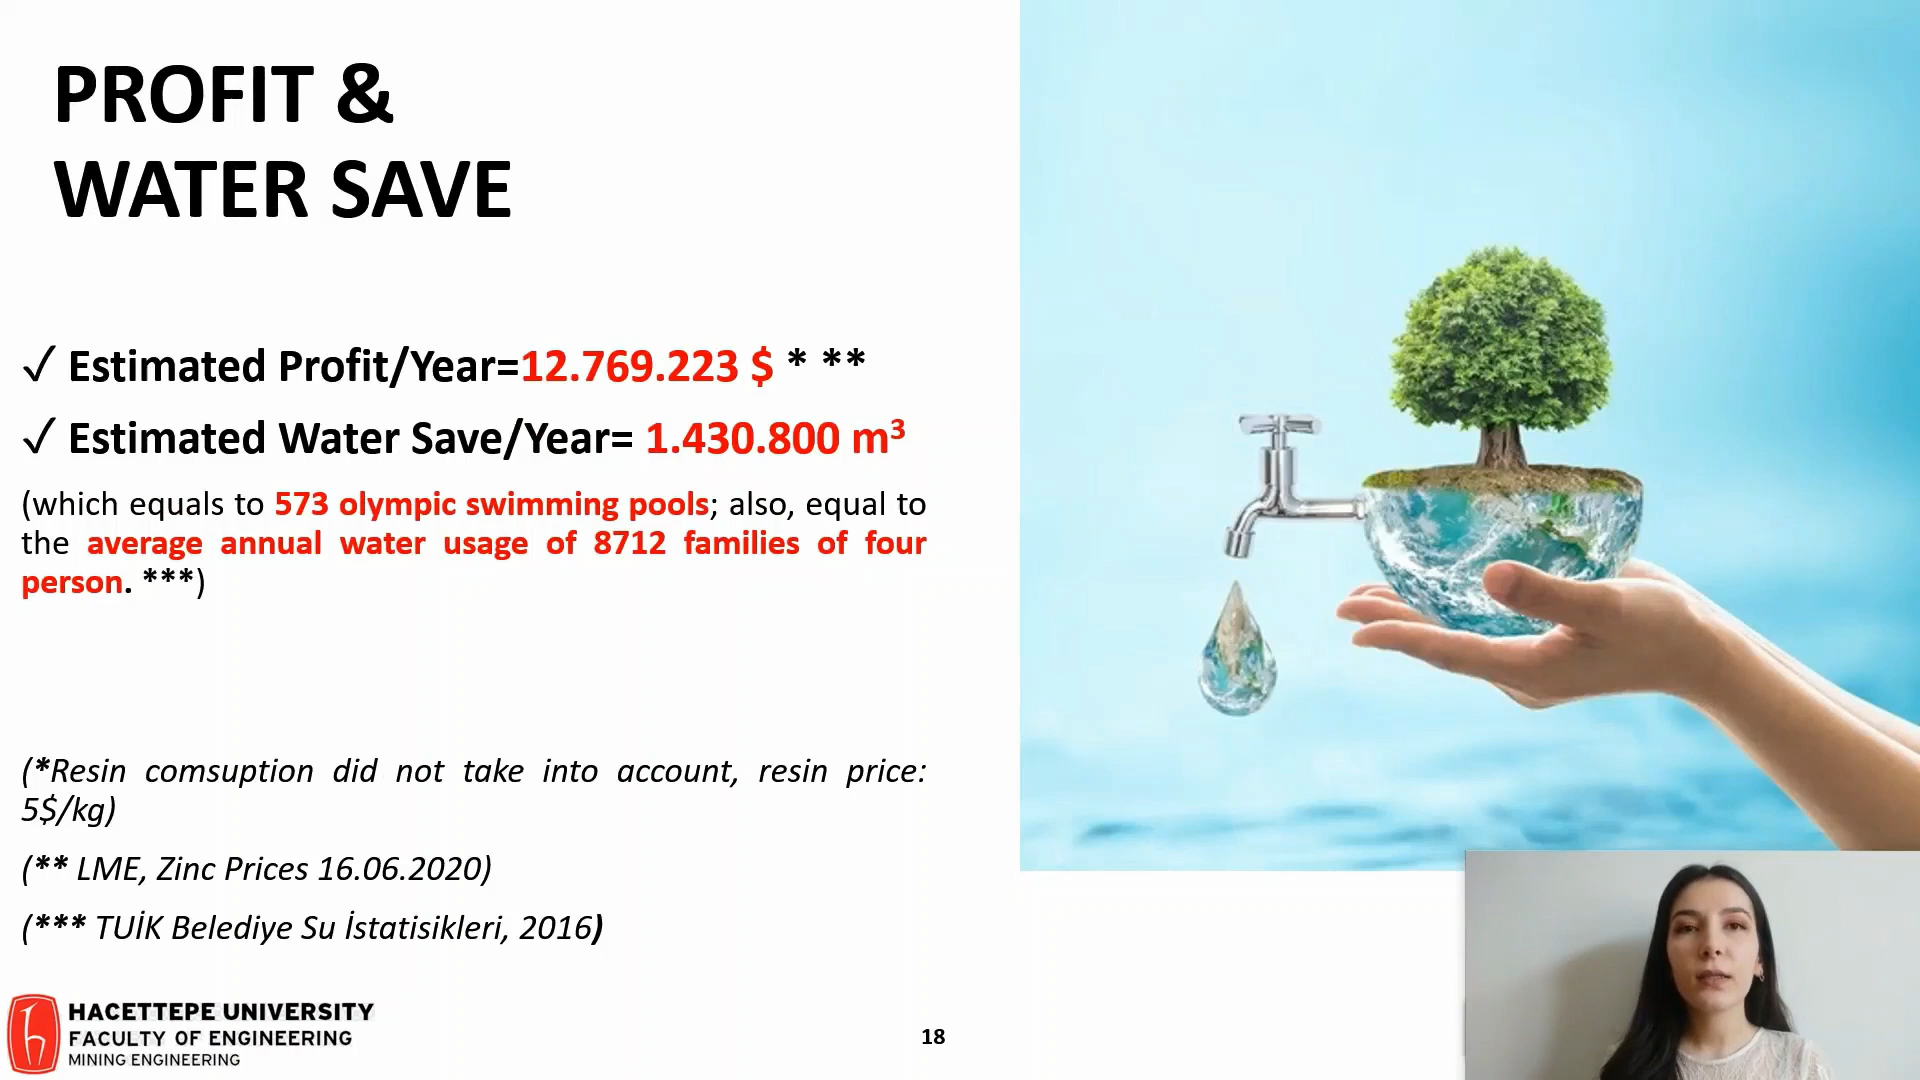 PROFIT &
WATER SAVE
✓ Estimated Profit/Year=12.769.223 $ * **
✓ Estimated Water Save/Year= 1.430.800 m³
(which equals to 573 olympic swimming pools; also, equal to
the average annual water usage of 8712 families of four
person. ***)
(*Resin comsuption did not take into account, resin price:
5$/kg)
(** LME, Zinc Prices 16.06.2020)
(*** TUİK Belediye Su İstatisikleri, 2016)
HACETTEPE UNIVERSITY
FACULTY OF ENGINEERING
MINING ENGINEERING
18